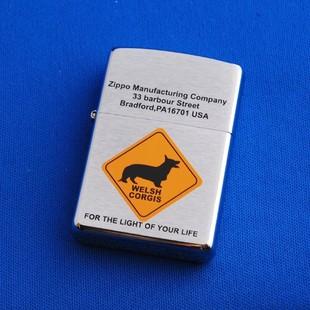 Zippo Manufacturing Company
33 barbour Street
Bradford,PA16701 USA
WELSH
CORGIS
FOR THE LIGHT OF YOUR LIFE